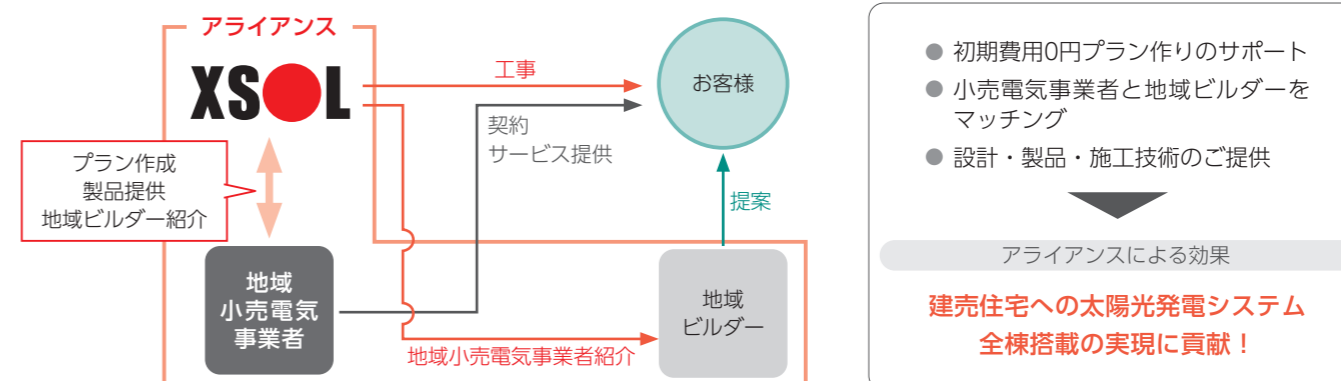 アライアンス
XSOL
工事
お客様
契約
サービス提供
プラン作成
製品提供
地域ビルダー紹介
提案
地域
小売電気
事業者
地域
ビルダー
地域小売電気事業者紹介
● 初期費用0円プラン作りのサポート
● 小売電気事業者と地域ビルダーを
マッチング
● 設計・製品・施工技術のご提供
アライアンスによる効果
建売住宅への太陽光発電システム
全棟搭載の実現に貢献！